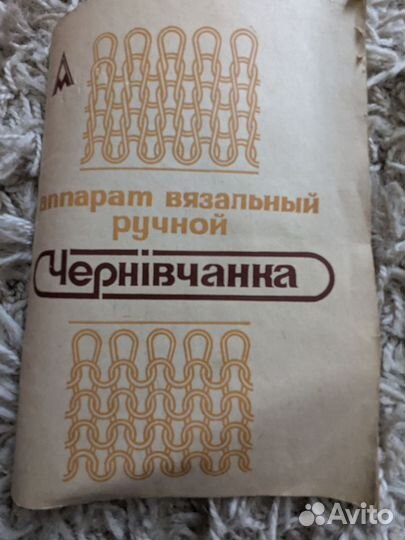 аппарат вязальный
ручной
Чернівчанка
Avito